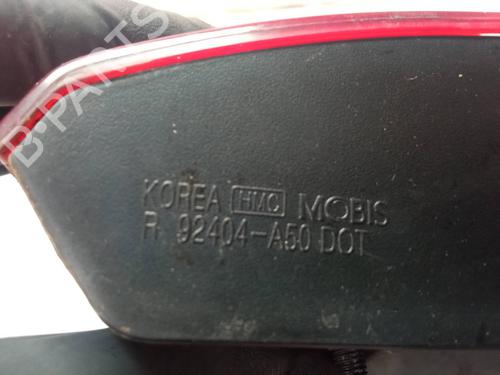 B-PARTS
KOREA HMC MOBIS
R 92404-A50 DOT